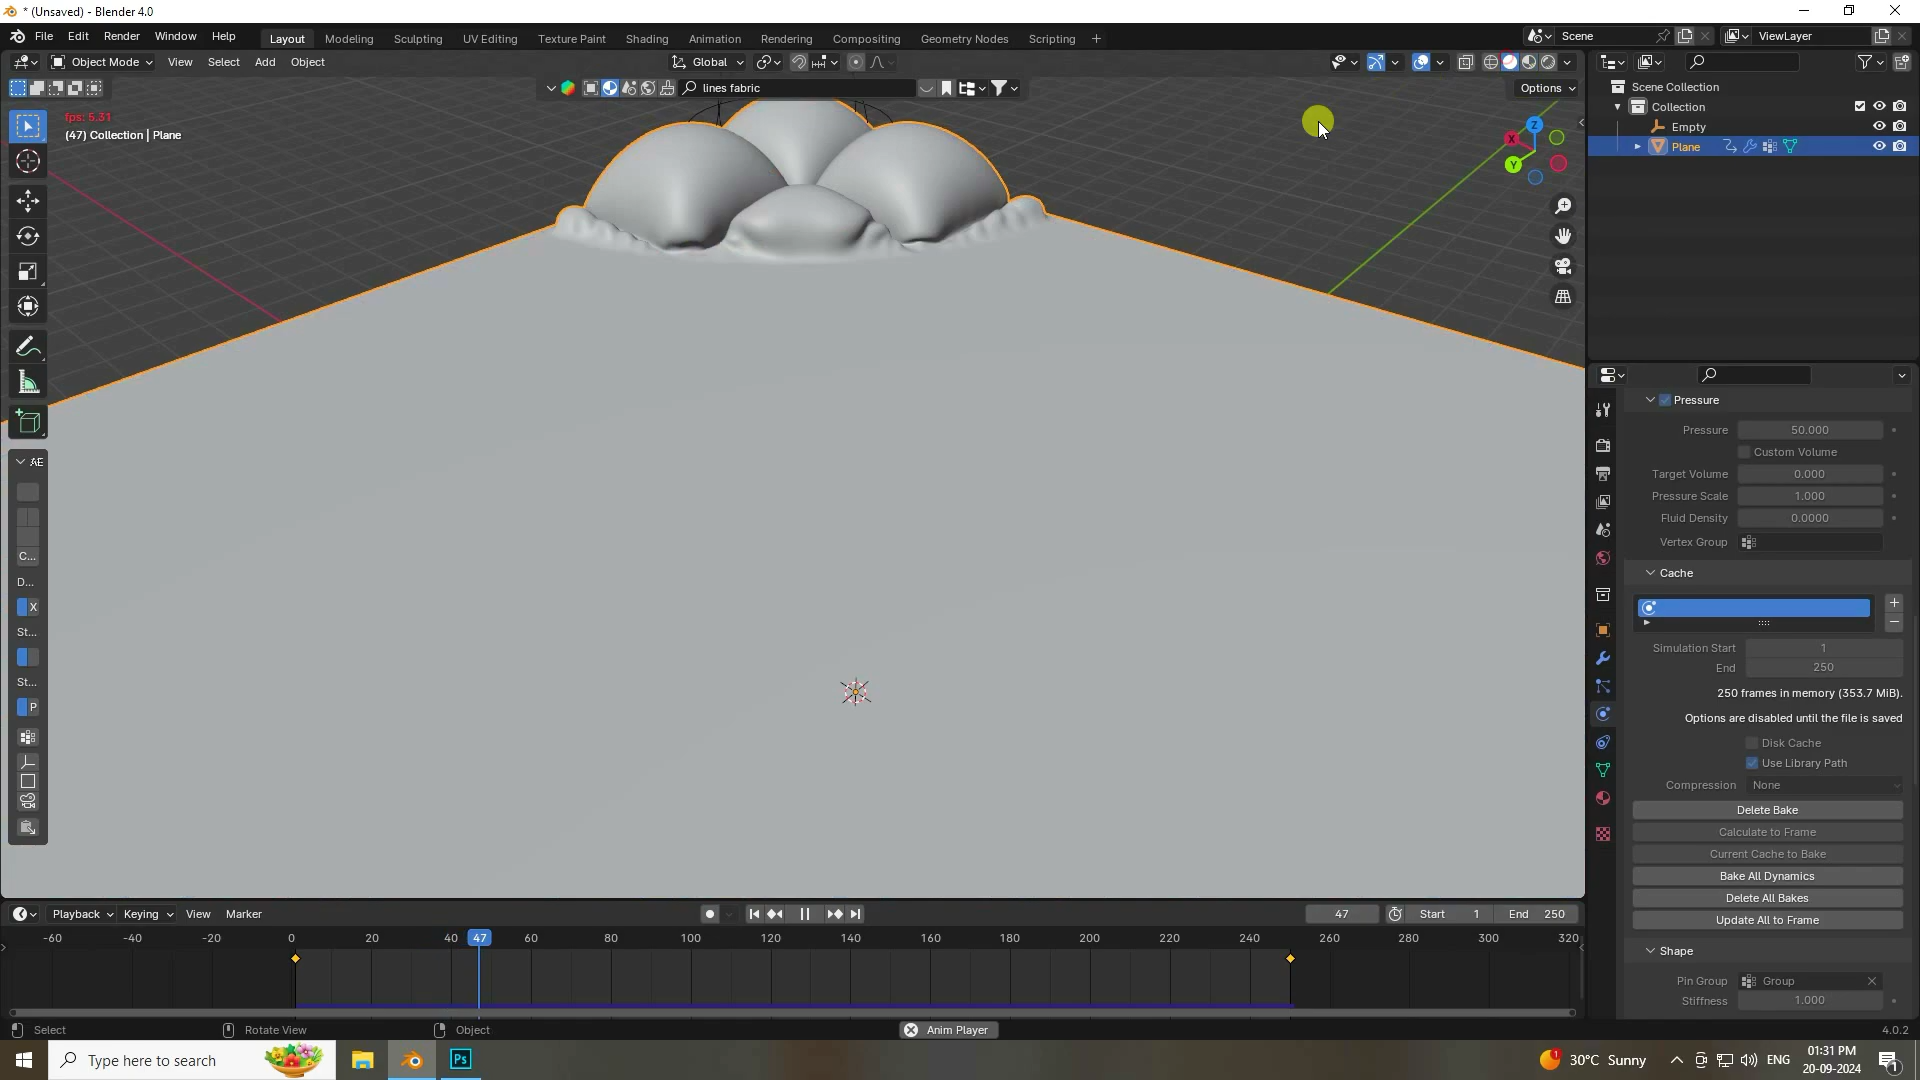 * (Unsaved) - Blender 4.0
File Edit Render Window Help
Layout Modeling Sculpting UV Editing Texture Paint Shading Animation Rendering Compositing Geometry Nodes Scripting +
Scene
ViewLayer
Object Mode View Select Add Object
Global
lines fabric
Options
fps: 5.31
(47) Collection | Plane
Scene Collection
Collection
Empty
Plane
X
Y
Z
AE
C...
D...
X
St...
St...
P
Pressure
Pressure 50.000
Custom Volume
Target Volume 0.000
Pressure Scale 1.000
Fluid Density 0.0000
Vertex Group
Cache
Simulation Start 1
End 250
250 frames in memory (353.7 MiB).
Options are disabled until the file is saved
Disk Cache
Use Library Path
Compression None
Delete Bake
Calculate to Frame
Current Cache to Bake
Bake All Dynamics
Delete All Bakes
Update All to Frame
Shape
Pin Group Group
Stiffness 1.000
Playback Keying View Marker
47 Start 1 End 250
-60 -40 -20 0 20 40 47 60 80 100 120 140 160 180 200 220 240 260 280 300 320
Select Rotate View Object Anim Player 4.0.2
Type here to search
Ps
1
30°C Sunny
ENG
01:31 PM
20-09-2024
1